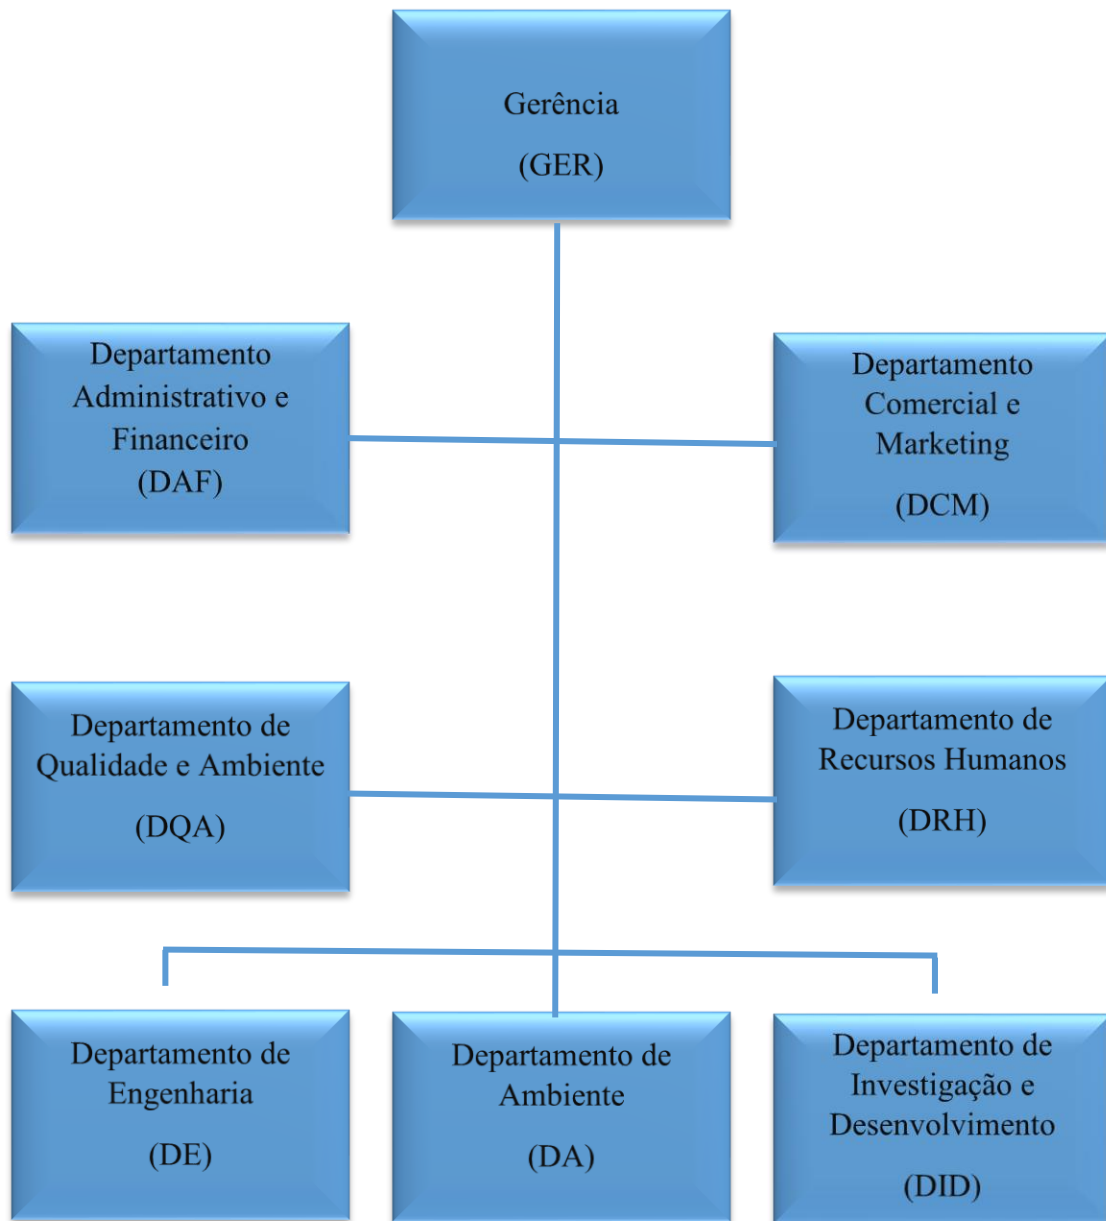 Gerência
(GER)
Departamento
Administrativo e
Financeiro
(DAF)
Departamento
Comercial e
Marketing
(DCM)
Departamento de
Qualidade e Ambiente
(DQA)
Departamento de
Recursos Humanos
(DRH)
Departamento de
Engenharia
(DE)
Departamento de
Ambiente
(DA)
Departamento de
Investigação e
Desenvolvimento
(DID)